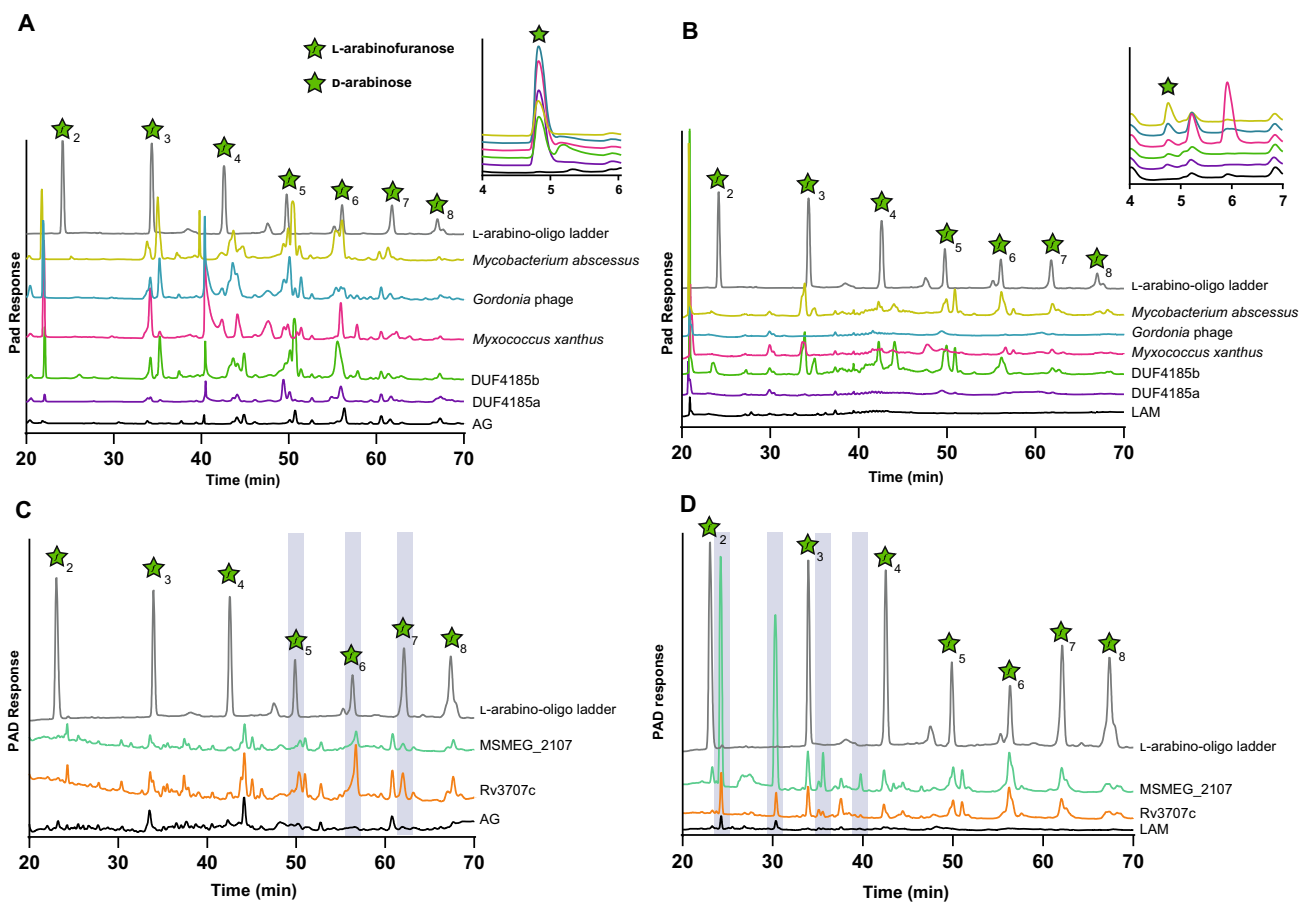 A
L-arabinofuranose
D-arabinose
4 5 6
2 3 4 5 6 7 8
L-arabino-oligo ladder
Mycobacterium abscessus
Gordonia phage
Myxococcus xanthus
DUF4185b
DUF4185a
AG
Pad Response
20 30 40 50 60 70
Time (min)
B
4 5 6 7
2 3 4 5 6 7 8
L-arabino-oligo ladder
Mycobacterium abscessus
Gordonia phage
Myxococcus xanthus
DUF4185b
DUF4185a
LAM
20 30 40 50 60 70
Time (min)
C
2 3 4 5 6 7 8
L-arabino-oligo ladder
MSMEG_2107
Rv3707c
AG
PAD Response
20 30 40 50 60 70
Time (min)
D
2 3 4 5 6 7 8
L-arabino-oligo ladder
MSMEG_2107
Rv3707c
LAM
PAD response
20 30 40 50 60 70
Time (min)